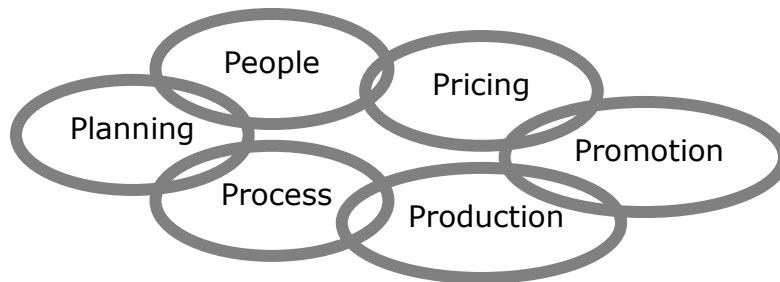 People
Pricing
Planning
Promotion
Process
Production